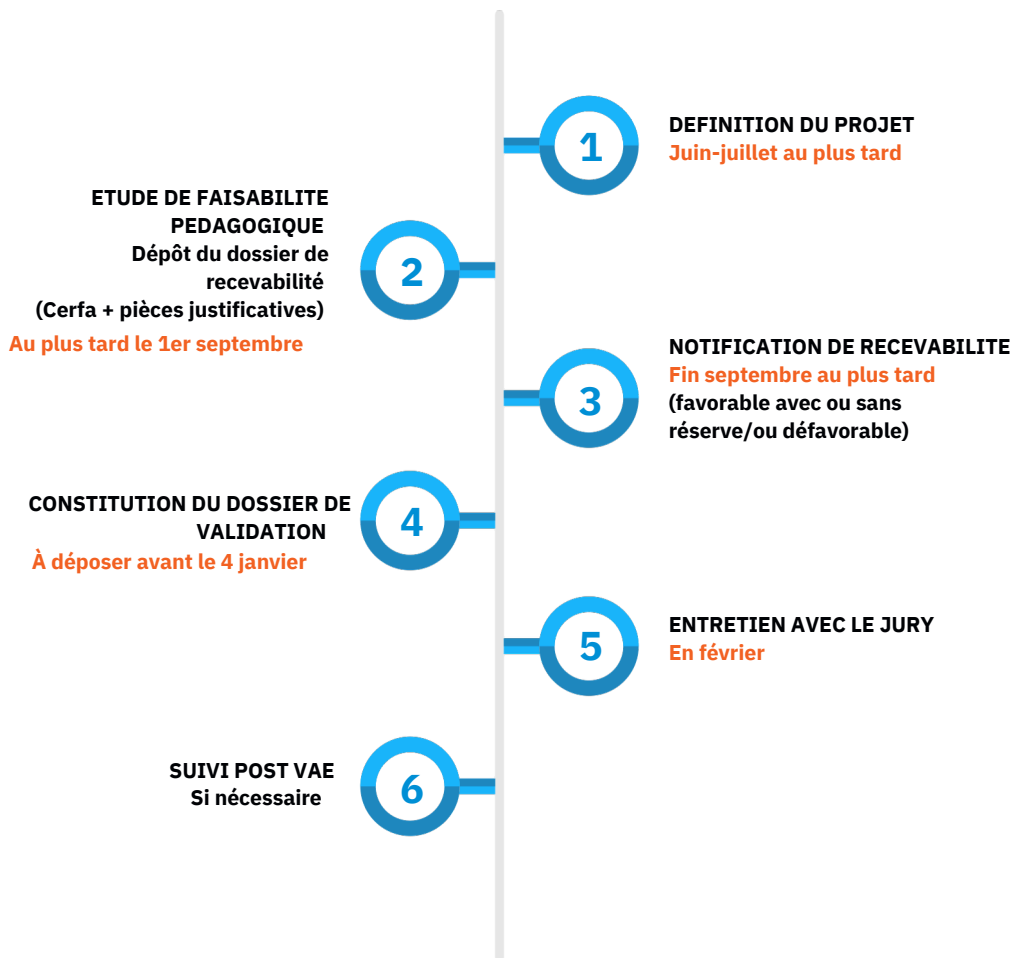 1
DEFINITION DU PROJET
Juin-juillet au plus tard
ETUDE DE FAISABILITE
PEDAGOGIQUE
Dépôt du dossier de
recevabilité
(Cerfa + pièces justificatives)
Au plus tard le 1er septembre
2
3
NOTIFICATION DE RECEVABILITE
Fin septembre au plus tard
(favorable avec ou sans
réserve/ou défavorable)
CONSTITUTION DU DOSSIER DE
VALIDATION
À déposer avant le 4 janvier
4
5
ENTRETIEN AVEC LE JURY
En février
SUIVI POST VAE
Si nécessaire
6